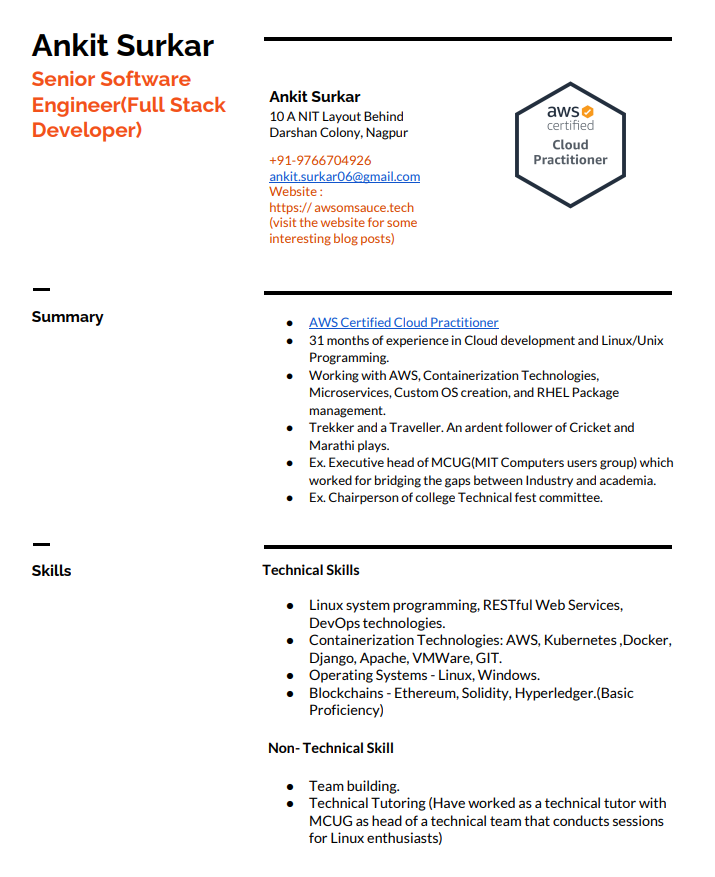 Ankit Surkar
Senior Software
Engineer(Full Stack
Developer)
Ankit Surkar
10 A NIT Layout Behind
Darshan Colony, Nagpur
+91-9766704926
ankit.surkar06@gmail.com
Website :
https:// awsomsauce.tech
(visit the website for some
interesting blog posts)
aws
certified
Cloud
Practitioner
Summary
● AWS Certified Cloud Practitioner
● 31 months of experience in Cloud development and Linux/Unix
Programming.
● Working with AWS, Containerization Technologies,
Microservices, Custom OS creation, and RHEL Package
management.
● Trekker and a Traveller. An ardent follower of Cricket and
Marathi plays.
● Ex. Executive head of MCUG(MIT Computers users group) which
worked for bridging the gaps between Industry and academia.
● Ex. Chairperson of college Technical fest committee.
Skills
Technical Skills
● Linux system programming, RESTful Web Services,
DevOps technologies.
● Containerization Technologies: AWS, Kubernetes ,Docker,
Django, Apache, VMWare, GIT.
● Operating Systems - Linux, Windows.
● Blockchains - Ethereum, Solidity, Hyperledger.(Basic
Proficiency)
Non- Technical Skill
● Team building.
● Technical Tutoring (Have worked as a technical tutor with
MCUG as head of a technical team that conducts sessions
for Linux enthusiasts)